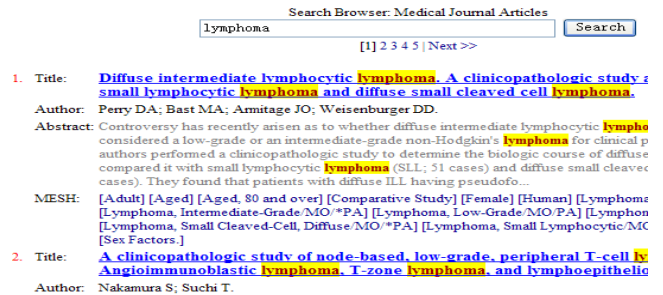 Search Browser: Medical Journal Articles
lymphoma Search
[1] 2 3 4 5 | Next >>
1. Title: Diffuse intermediate lymphocytic lymphoma. A clinicopathologic study
small lymphocytic lymphoma and diffuse small cleaved cell lymphoma.
Author: Perry DA; Bast MA; Armitage JO; Weisenburger DD.
Abstract: Controversy has recently arisen as to whether diffuse intermediate lymphocytic lympho
considered a low-grade or an intermediate-grade non-Hodgkin's lymphoma for clinical p
authors performed a clinicopathologic study to determine the biologic course of diffuse
compared it with small lymphocytic lymphoma (SLL; 51 cases) and diffuse small cleaved
cases). They found that patients with diffuse ILL having pseudofo...
MESH: [Adult] [Aged] [Aged, 80 and over] [Comparative Study] [Female] [Human] [Lymphoma
[Lymphoma, Intermediate-Grade/MO/*PA] [Lymphoma, Low-Grade/MO/PA] [Lymphom
[Lymphoma, Small Cleaved-Cell, Diffuse/MO/*PA] [Lymphoma, Small Lymphocytic/MO
[Sex Factors.]
2. Title: A clinicopathologic study of node-based, low-grade, peripheral T-cell ly
Angioimmunoblastic lymphoma, T-zone lymphoma, and lymphoepithelio
Author: Nakamura S; Suchi T.